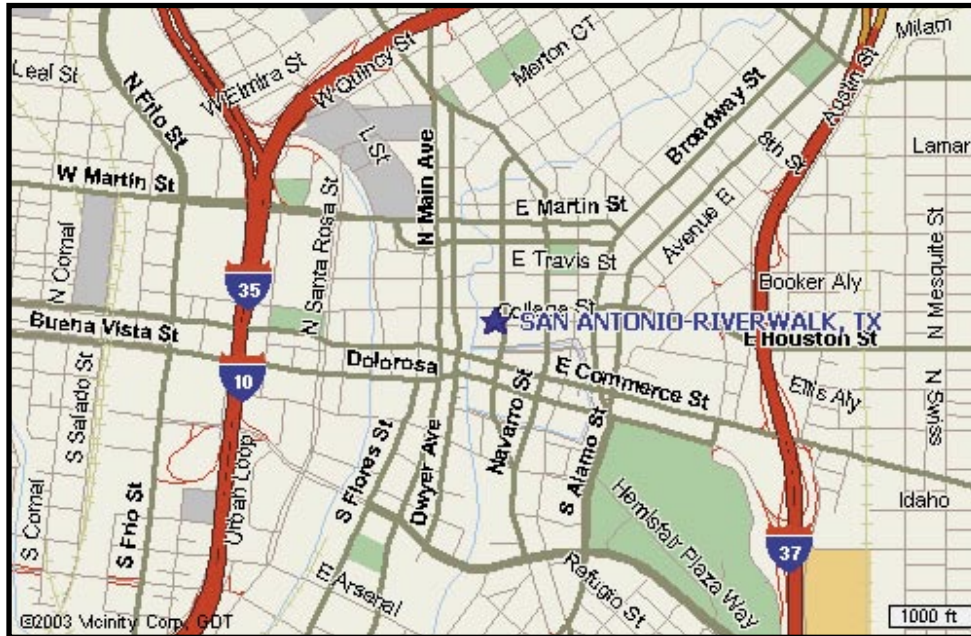 Milam
Leaf St
Merton CT
W Quincy St
W Elmira St
N Frio St
Austin St
Broadway St
8th St
L St
Lamar
W Martin St
N Main Ave
E Martin St
Avenue E
N Santa Rosa St
N Comal
E Travis St
N Mesquite St
Booker Aly
35
College St
SAN ANTONIO-RIVERWALK, TX
Buena Vista St
E Houston St
Dolorosa
E Commerce St
10
Ellis Aly
N Swiss
S Salado St
Navarro St
S Alamo St
Dwyer Ave
S Flores St
Urban Loop
Hemisfair Plaza Way
Idaho
S Comal
S Frio St
37
E Arsenal
Refugio St
©2003 Vicinity Corp, GDT
1000 ft